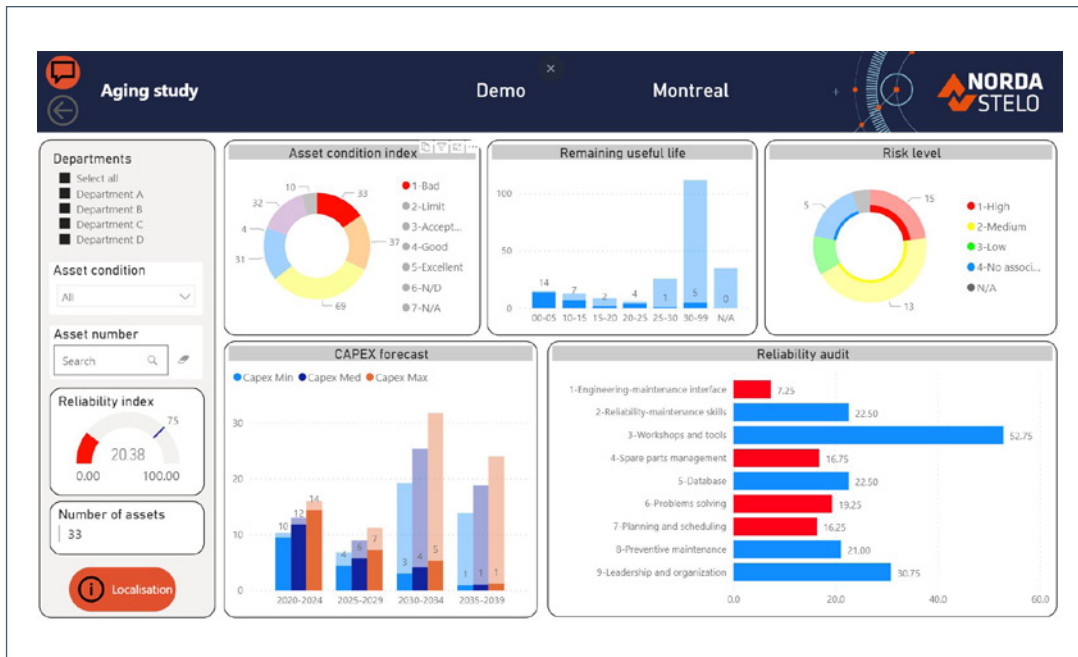 Aging study
Demo
Montreal
NORDA
STELO
Departments
Select all
Department A
Department B
Department C
Department D
Asset condition
All
Asset number
Search
Reliability index
75
20.38
0.00
100.00
Number of assets
33
Localisation
Asset condition index
10
33
32
4
31
37
69
1-Bad
2-Limit
3-Accept...
4-Good
5-Excellent
6-N/D
7-N/A
Remaining useful life
100
50
0
14
7
2
4
1
5
0
00-05
10-15
15-20
20-25
25-30
30-99
N/A
Risk level
5
15
13
1-High
2-Medium
3-Low
4-No associ...
N/A
CAPEX forecast
Capex Min
Capex Med
Capex Max
30
20
10
0
10
12
14
4
6
7
3
4
5
1
1
1
2020-2024
2025-2029
2030-2034
2035-2039
Reliability audit
1-Engineering-maintenance interface
7.25
2-Reliability-maintenance skills
22.50
3-Workshops and tools
52.75
4-Spare parts management
16.75
5-Database
22.50
6-Problems solving
19.25
7-Planning and scheduling
16.25
8-Preventive maintenance
21.00
9-Leadership and organization
30.75
0.0
20.0
40.0
60.0